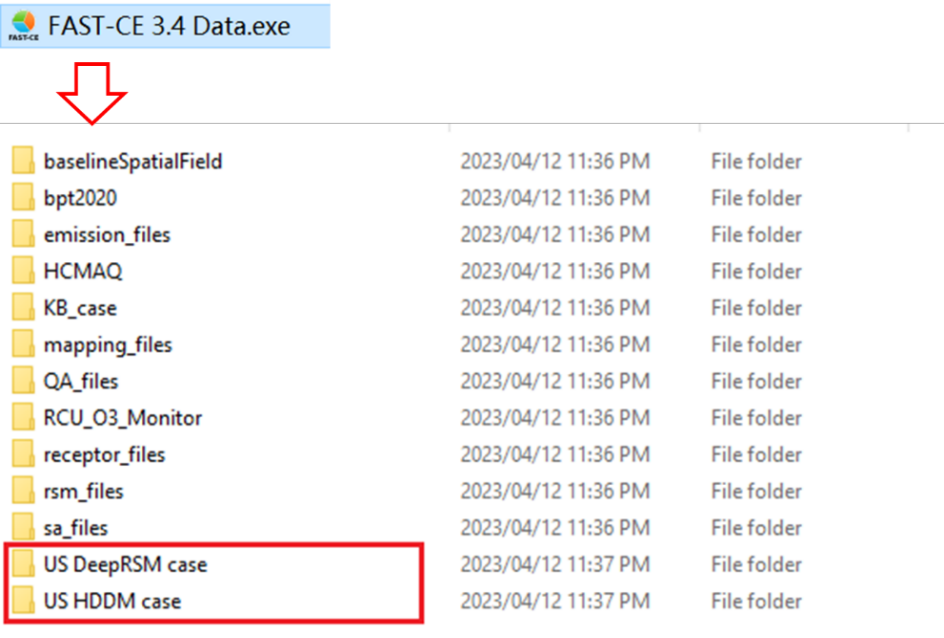 FAST-CE FAST-CE 3.4 Data.exe
baselineSpatialField 2023/04/12 11:36 PM File folder
bpt2020 2023/04/12 11:36 PM File folder
emission_files 2023/04/12 11:36 PM File folder
HCMAQ 2023/04/12 11:36 PM File folder
KB_case 2023/04/12 11:36 PM File folder
mapping_files 2023/04/12 11:36 PM File folder
QA_files 2023/04/12 11:36 PM File folder
RCU_O3_Monitor 2023/04/12 11:36 PM File folder
receptor_files 2023/04/12 11:36 PM File folder
rsm_files 2023/04/12 11:36 PM File folder
sa_files 2023/04/12 11:36 PM File folder
US DeepRSM case 2023/04/12 11:37 PM File folder
US HDDM case 2023/04/12 11:37 PM File folder